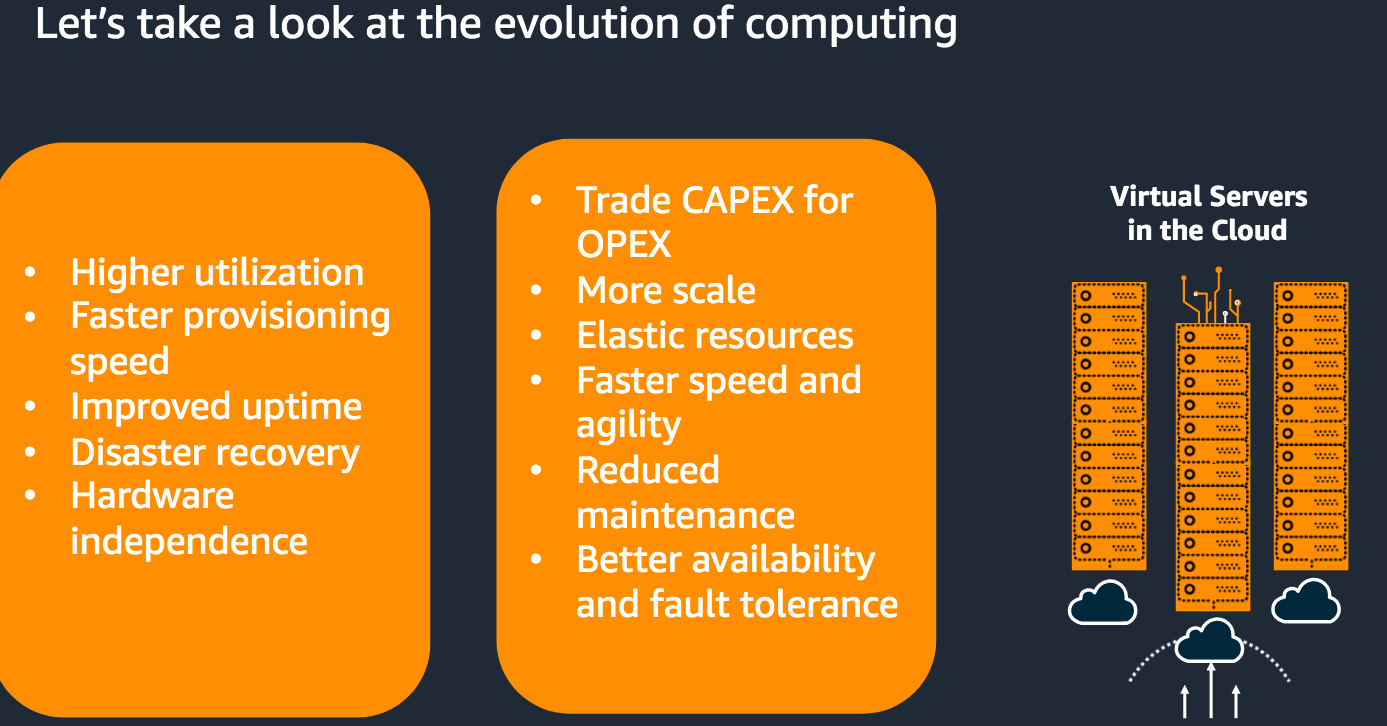 Let’s take a look at the evolution of computing
• Higher utilization
• Faster provisioning
speed
• Improved uptime
• Disaster recovery
• Hardware
independence
• Trade CAPEX for
OPEX
• More scale
• Elastic resources
• Faster speed and
agility
• Reduced
maintenance
• Better availability
and fault tolerance
Virtual Servers
in the Cloud